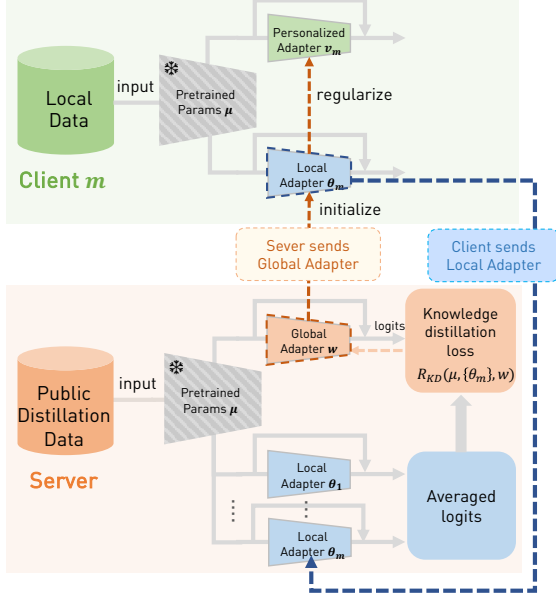 Personalized
Adapter v_m
input
Pretrained
Params μ
Local
Data
regularize
Client m
Local
Adapter θ_m
initialize
Sever sends
Global Adapter
Client sends
Local Adapter
Global
Adapter w
logits
Knowledge
distillation
loss
R_KD(μ, {θ_m}, w)
input
Pretrained
Params μ
Public
Distillation
Data
Server
Local
Adapter θ_1
Averaged
logits
Local
Adapter θ_m